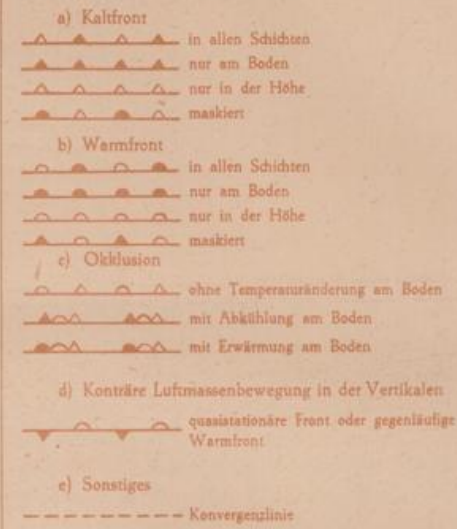 a) Kaltfront
in allen Schichten
nur am Boden
nur in der Höhe
maskiert
b) Warmfront
in allen Schichten
nur am Boden
nur in der Höhe
maskiert
c) Okklusion
ohne Temperaturänderung am Boden
mit Abkühlung am Boden
mit Erwärmung am Boden
d) Konträre Luftmassenbewegung in der Vertikalen
quasistationäre Front oder gegenläufige
Warmfront
e) Sonstiges
Konvergenzlinie